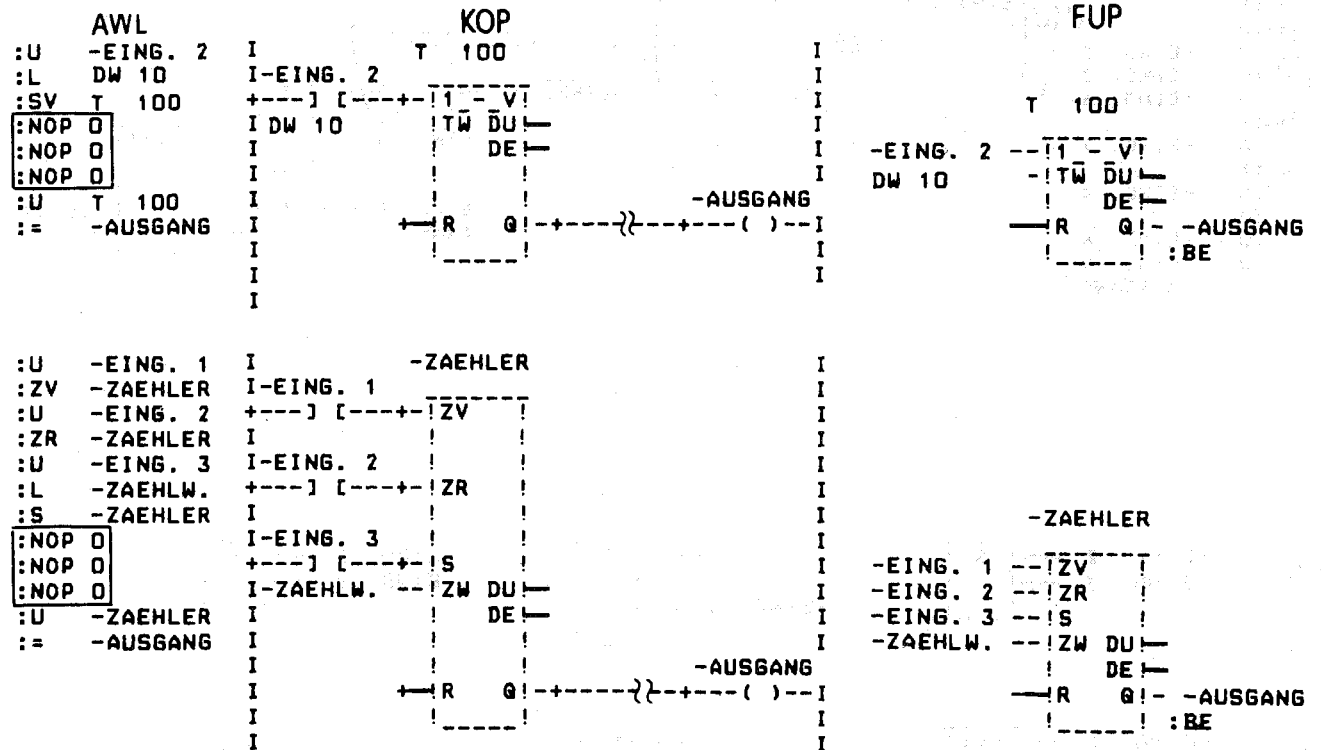 AWL KOP FUP
:U -EING. 2 I T 100 I
:L DW 10 I-EING. 2 I
:SV T 100 +---] [---+-!1 - V! I T 100
:NOP 0 I DW 10 !TW DU! I
:NOP 0 I DE! I -EING. 2 --!1 - V!
:NOP 0 I I DW 10 -!TW DU!
:U T 100 I -AUSGANG I ! DE!
:= -AUSGANG I +-!R Q!-+-----{{--+----( )--I !R Q!- -AUSGANG
I !_____! I !_____! :BE
I I
I
:U -EING. 1 I -ZAEHLER I
:ZV -ZAEHLER I-EING. 1 I
:U -EING. 2 +---] [---+-!ZV ! I
:ZR -ZAEHLER I ! ! I
:U -EING. 3 I-EING. 2 ! ! I
:L -ZAEHLW. +---] [---+-!ZR ! I
:S -ZAEHLER I ! ! I -ZAEHLER
:NOP 0 I-EING. 3 ! ! I
:NOP 0 +---] [---+-!S ! I -EING. 1 --!ZV !
:NOP 0 I-ZAEHLW. --!ZW DU! I -EING. 2 --!ZR !
:U -ZAEHLER I ! DE! I -EING. 3 --!S !
:= -AUSGANG I ! ! I -ZAEHLW. --!ZW DU!
I ! ! -AUSGANG I ! DE!
I +-!R Q!-+-----{{--+----( )--I !R Q!- -AUSGANG
I !_____! I !_____! :BE
I I